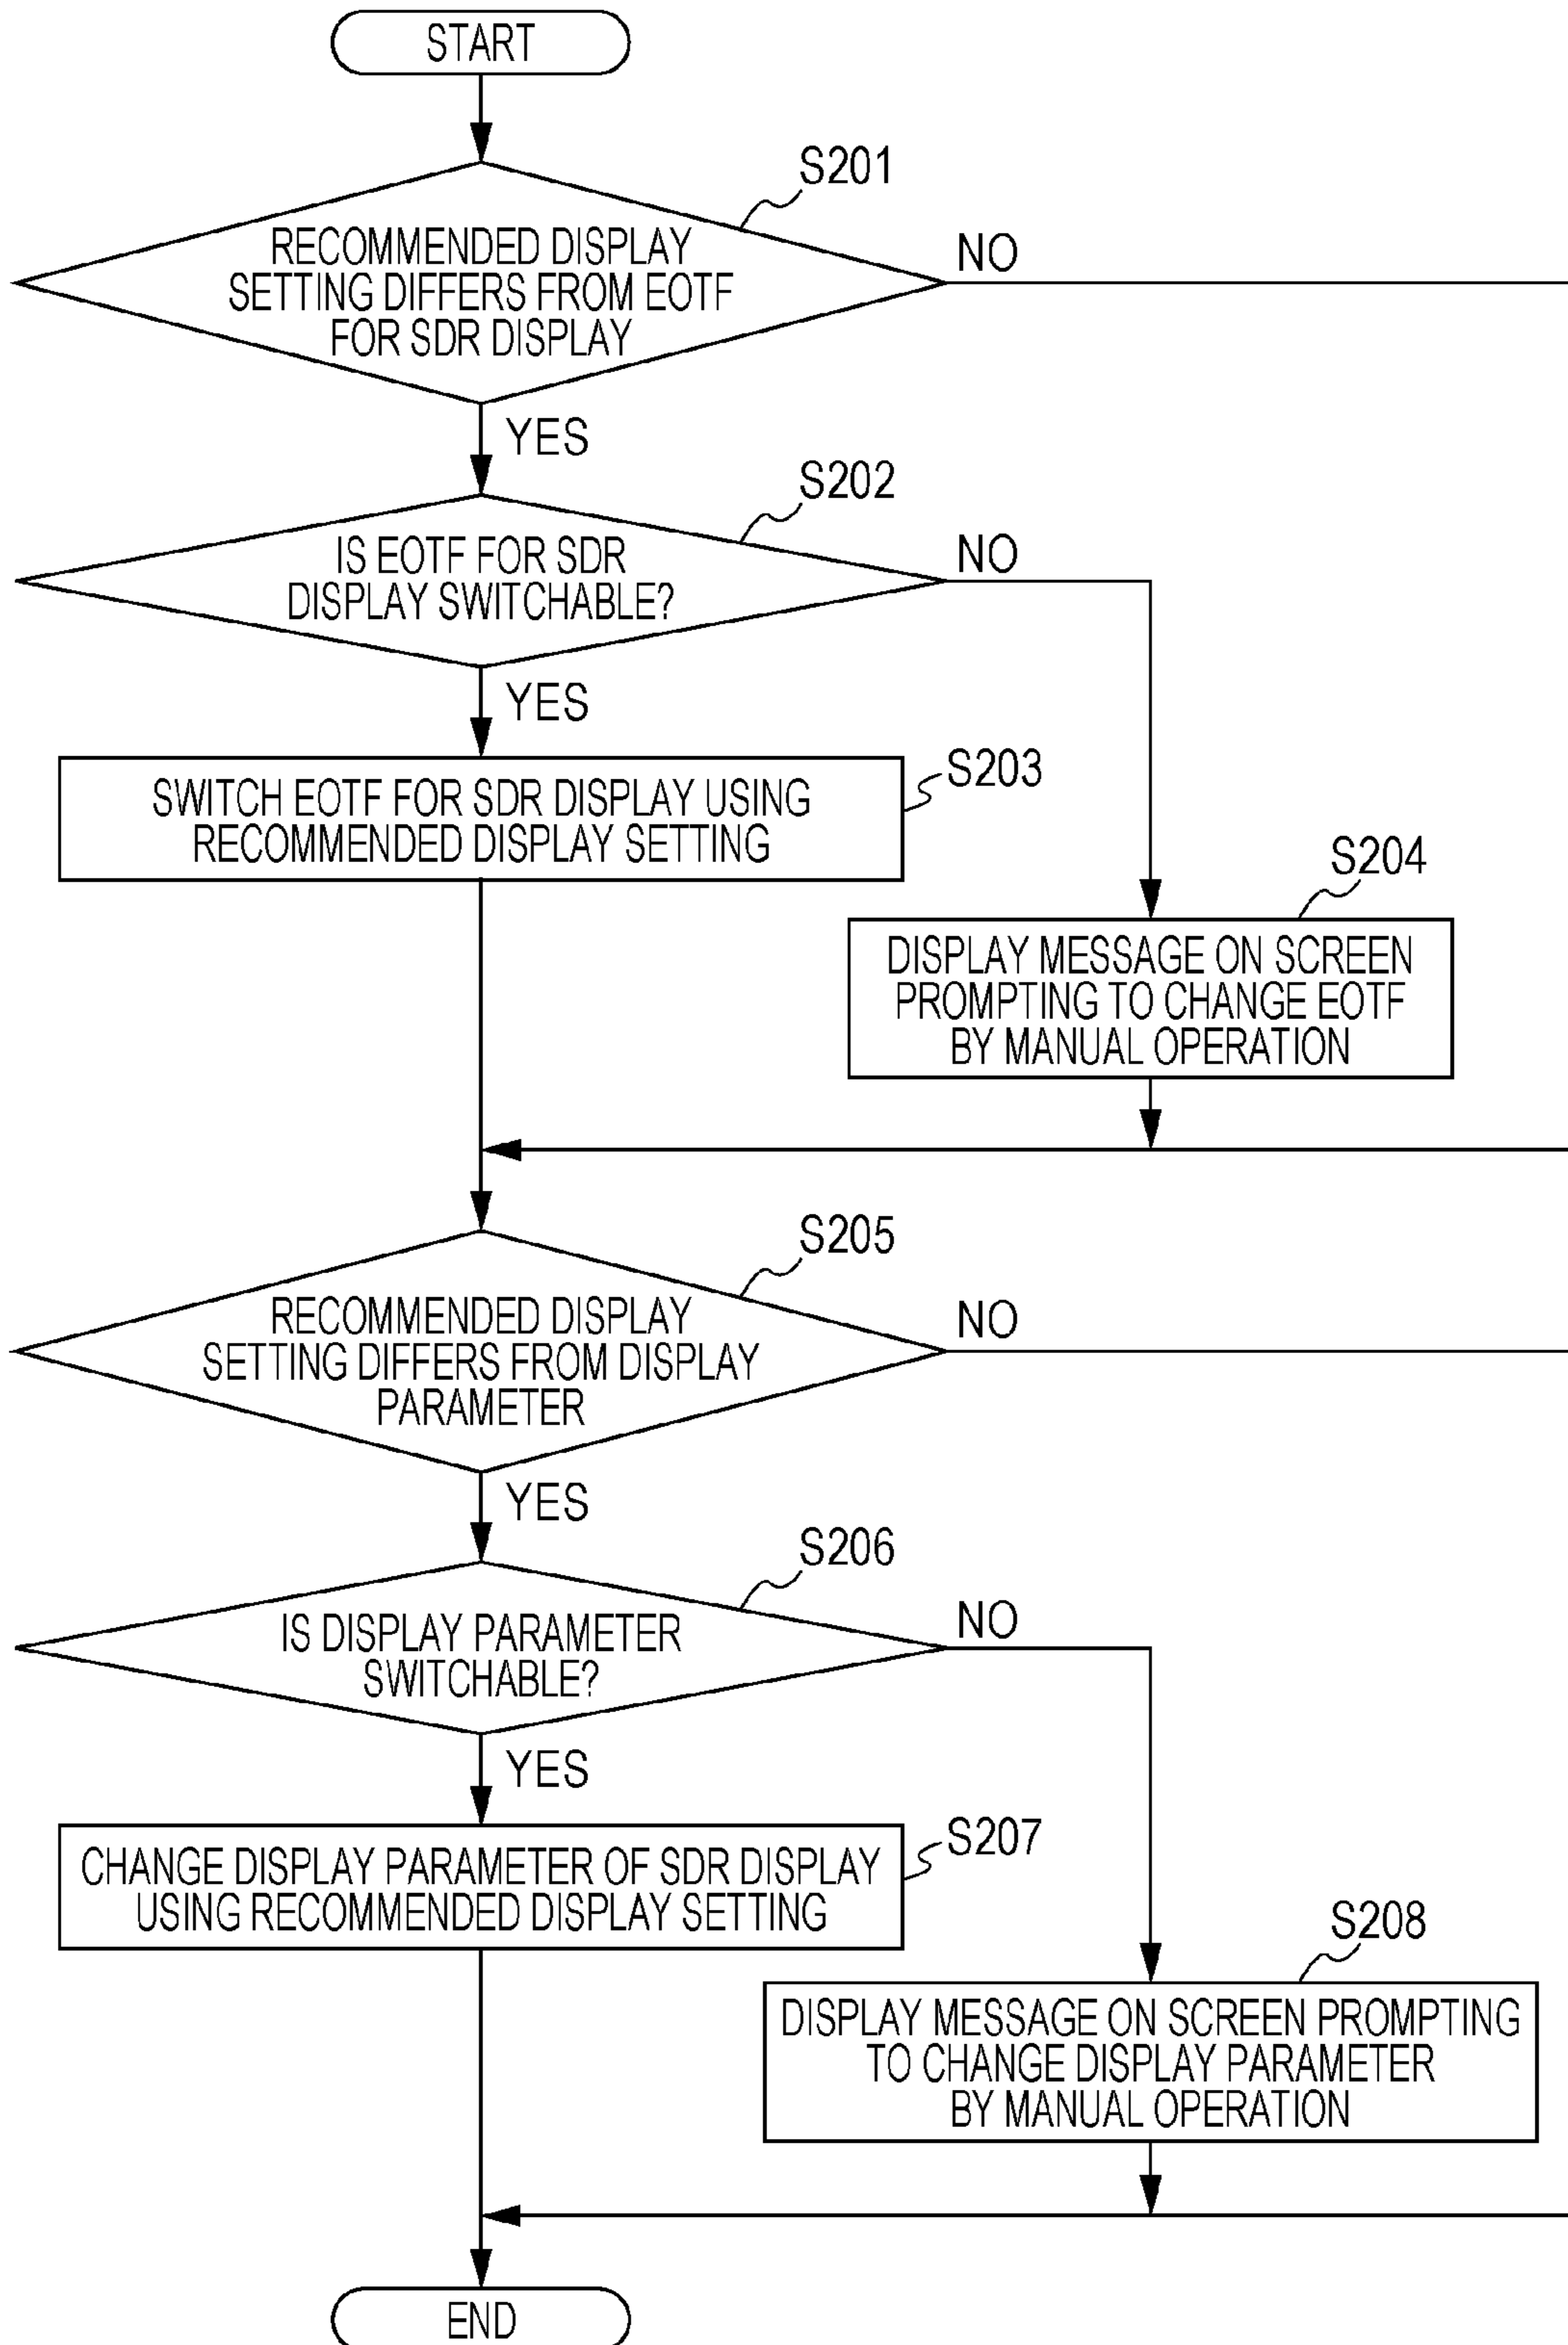 START
S201
RECOMMENDED DISPLAY
SETTING DIFFERS FROM EOTF
FOR SDR DISPLAY
NO
YES
S202
IS EOTF FOR SDR
DISPLAY SWITCHABLE?
NO
YES
S203
SWITCH EOTF FOR SDR DISPLAY USING
RECOMMENDED DISPLAY SETTING
S204
DISPLAY MESSAGE ON SCREEN
PROMPTING TO CHANGE EOTF
BY MANUAL OPERATION
S205
RECOMMENDED DISPLAY
SETTING DIFFERS FROM DISPLAY
PARAMETER
NO
YES
S206
IS DISPLAY PARAMETER
SWITCHABLE?
NO
YES
S207
CHANGE DISPLAY PARAMETER OF SDR DISPLAY
USING RECOMMENDED DISPLAY SETTING
S208
DISPLAY MESSAGE ON SCREEN PROMPTING
TO CHANGE DISPLAY PARAMETER
BY MANUAL OPERATION
END